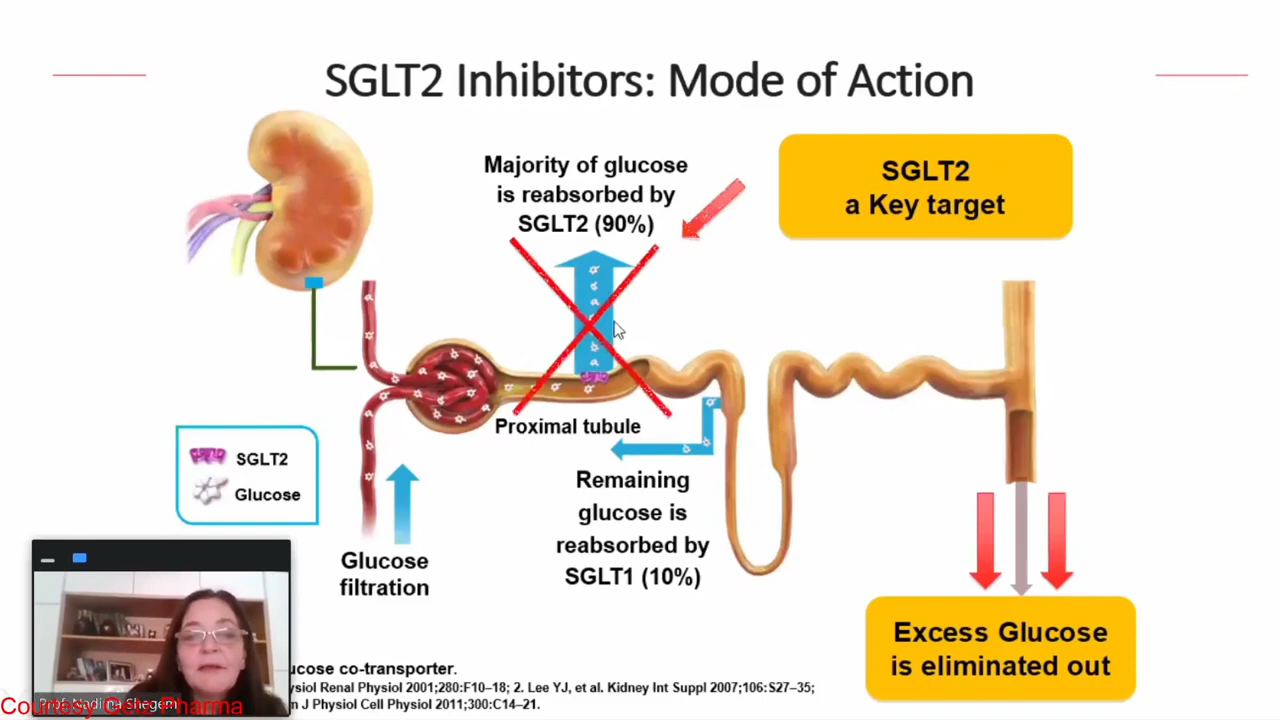 SGLT2 Inhibitors: Mode of Action
Majority of glucose
is reabsorbed by
SGLT2 (90%)
SGLT2
a Key target
Proximal tubule
SGLT2
Glucose
Remaining
glucose is
reabsorbed by
SGLT1 (10%)
Glucose
filtration
Excess Glucose
is eliminated out
co-transporter.
Renal Physiol 2001;280:F10–18; 2. Lee YJ, et al. Kidney Int Suppl 2007;106:S27–35;
J Physiol Cell Physiol 2011;300:C14–21.
Prof. Shegem
Courtesy Getz Pharma